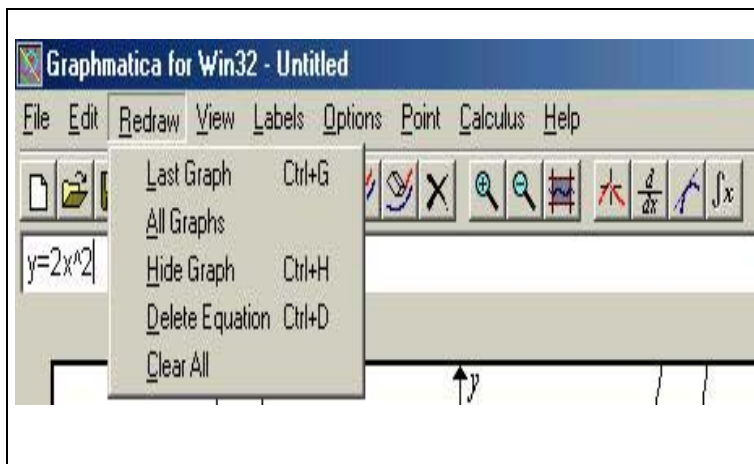 Graphmatica for Win32 - Untitled
File Edit Redraw View Labels Options Point Calculus Help
Last Graph Ctrl+G
All Graphs
Hide Graph Ctrl+H
Delete Equation Ctrl+D
Clear All
d/dx ∫x
y=2x^2
y